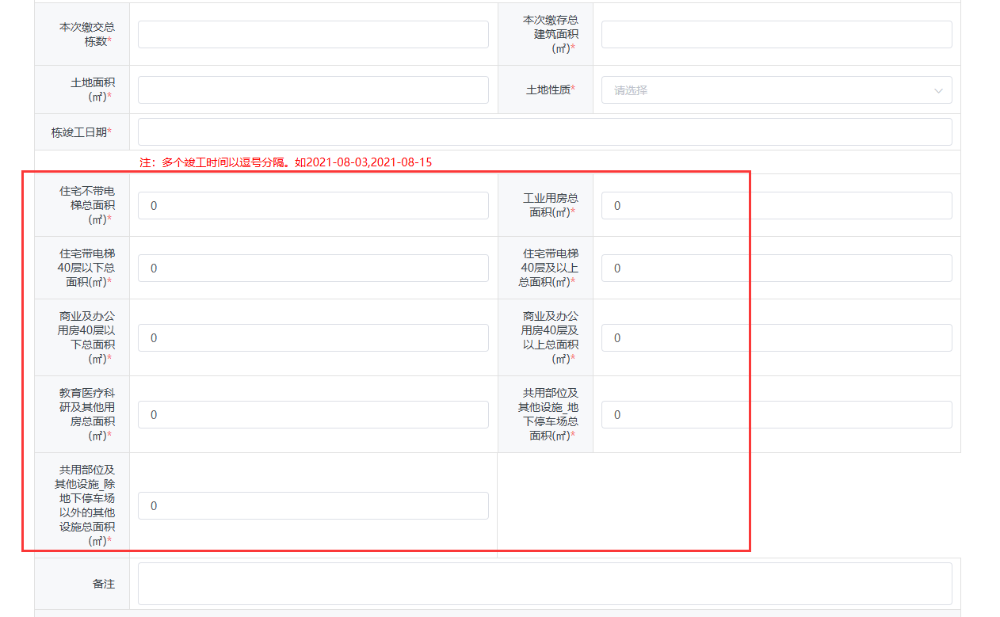 本次缴交总
栋数*
本次缴存总
建筑面积
(㎡)*
土地面积
(㎡)*
土地性质*
请选择
栋竣工日期*
注：多个竣工时间以逗号分隔。如2021-08-03,2021-08-15
住宅不带电
梯总面积
(㎡)*
0
工业用房总
面积(㎡)*
0
住宅带电梯
40层以下总
面积(㎡)*
0
住宅带电梯
40层及以上
总面积(㎡)*
0
商业及办公
用房40层以
下总面积
(㎡)*
0
商业及办公
用房40层及
以上总面积
(㎡)*
0
教育医疗科
研及其他用
房总面积
(㎡)*
0
共用部位及
其他设施_地
下停车场总
面积(㎡)*
0
共用部位及
其他设施_除
地下停车场
以外的其他
设施总面积
(㎡)*
0
备注